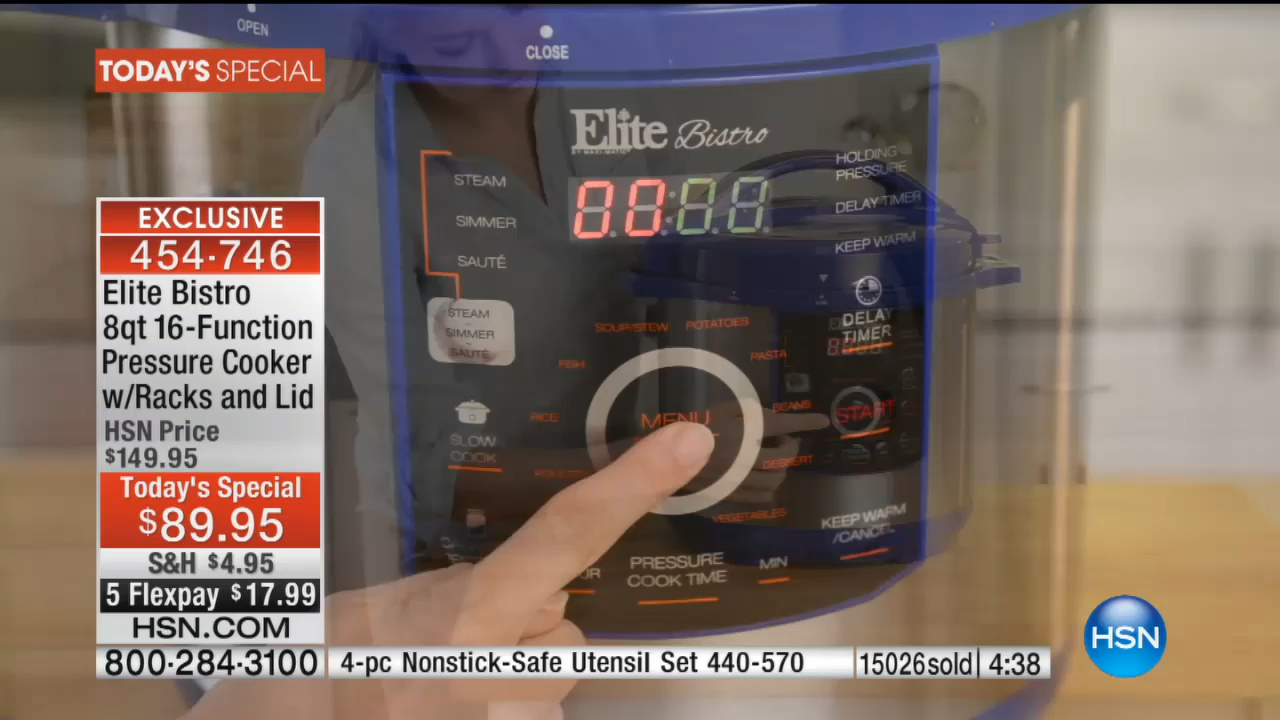 OPEN
CLOSE
TODAY'S SPECIAL
Elite Bistro
BY MAXI-MATIC
STEAM
SIMMER
SAUTÉ
HOLDING
PRESSURE
DELAY TIMER
KEEP WARM
DELAY
TIMER
STEAM
SIMMER
SAUTÉ
SOUP/STEW
POTATOES
FISH
PASTA
RICE
BEANS
MENU
START
DESSERT
VEGETABLES
SLOW
COOK
KEEP WARM
/CANCEL
PRESSURE
COOK TIME
MIN
EXCLUSIVE
454-746
Elite Bistro
8qt 16-Function
Pressure Cooker
w/Racks and Lid
HSN Price
$149.95
Today's Special
$89.95
S&H $4.95
5 Flexpay $17.99
HSN.COM
800-284-3100
4-pc Nonstick-Safe Utensil Set 440-570
15026sold
4:38
HSN